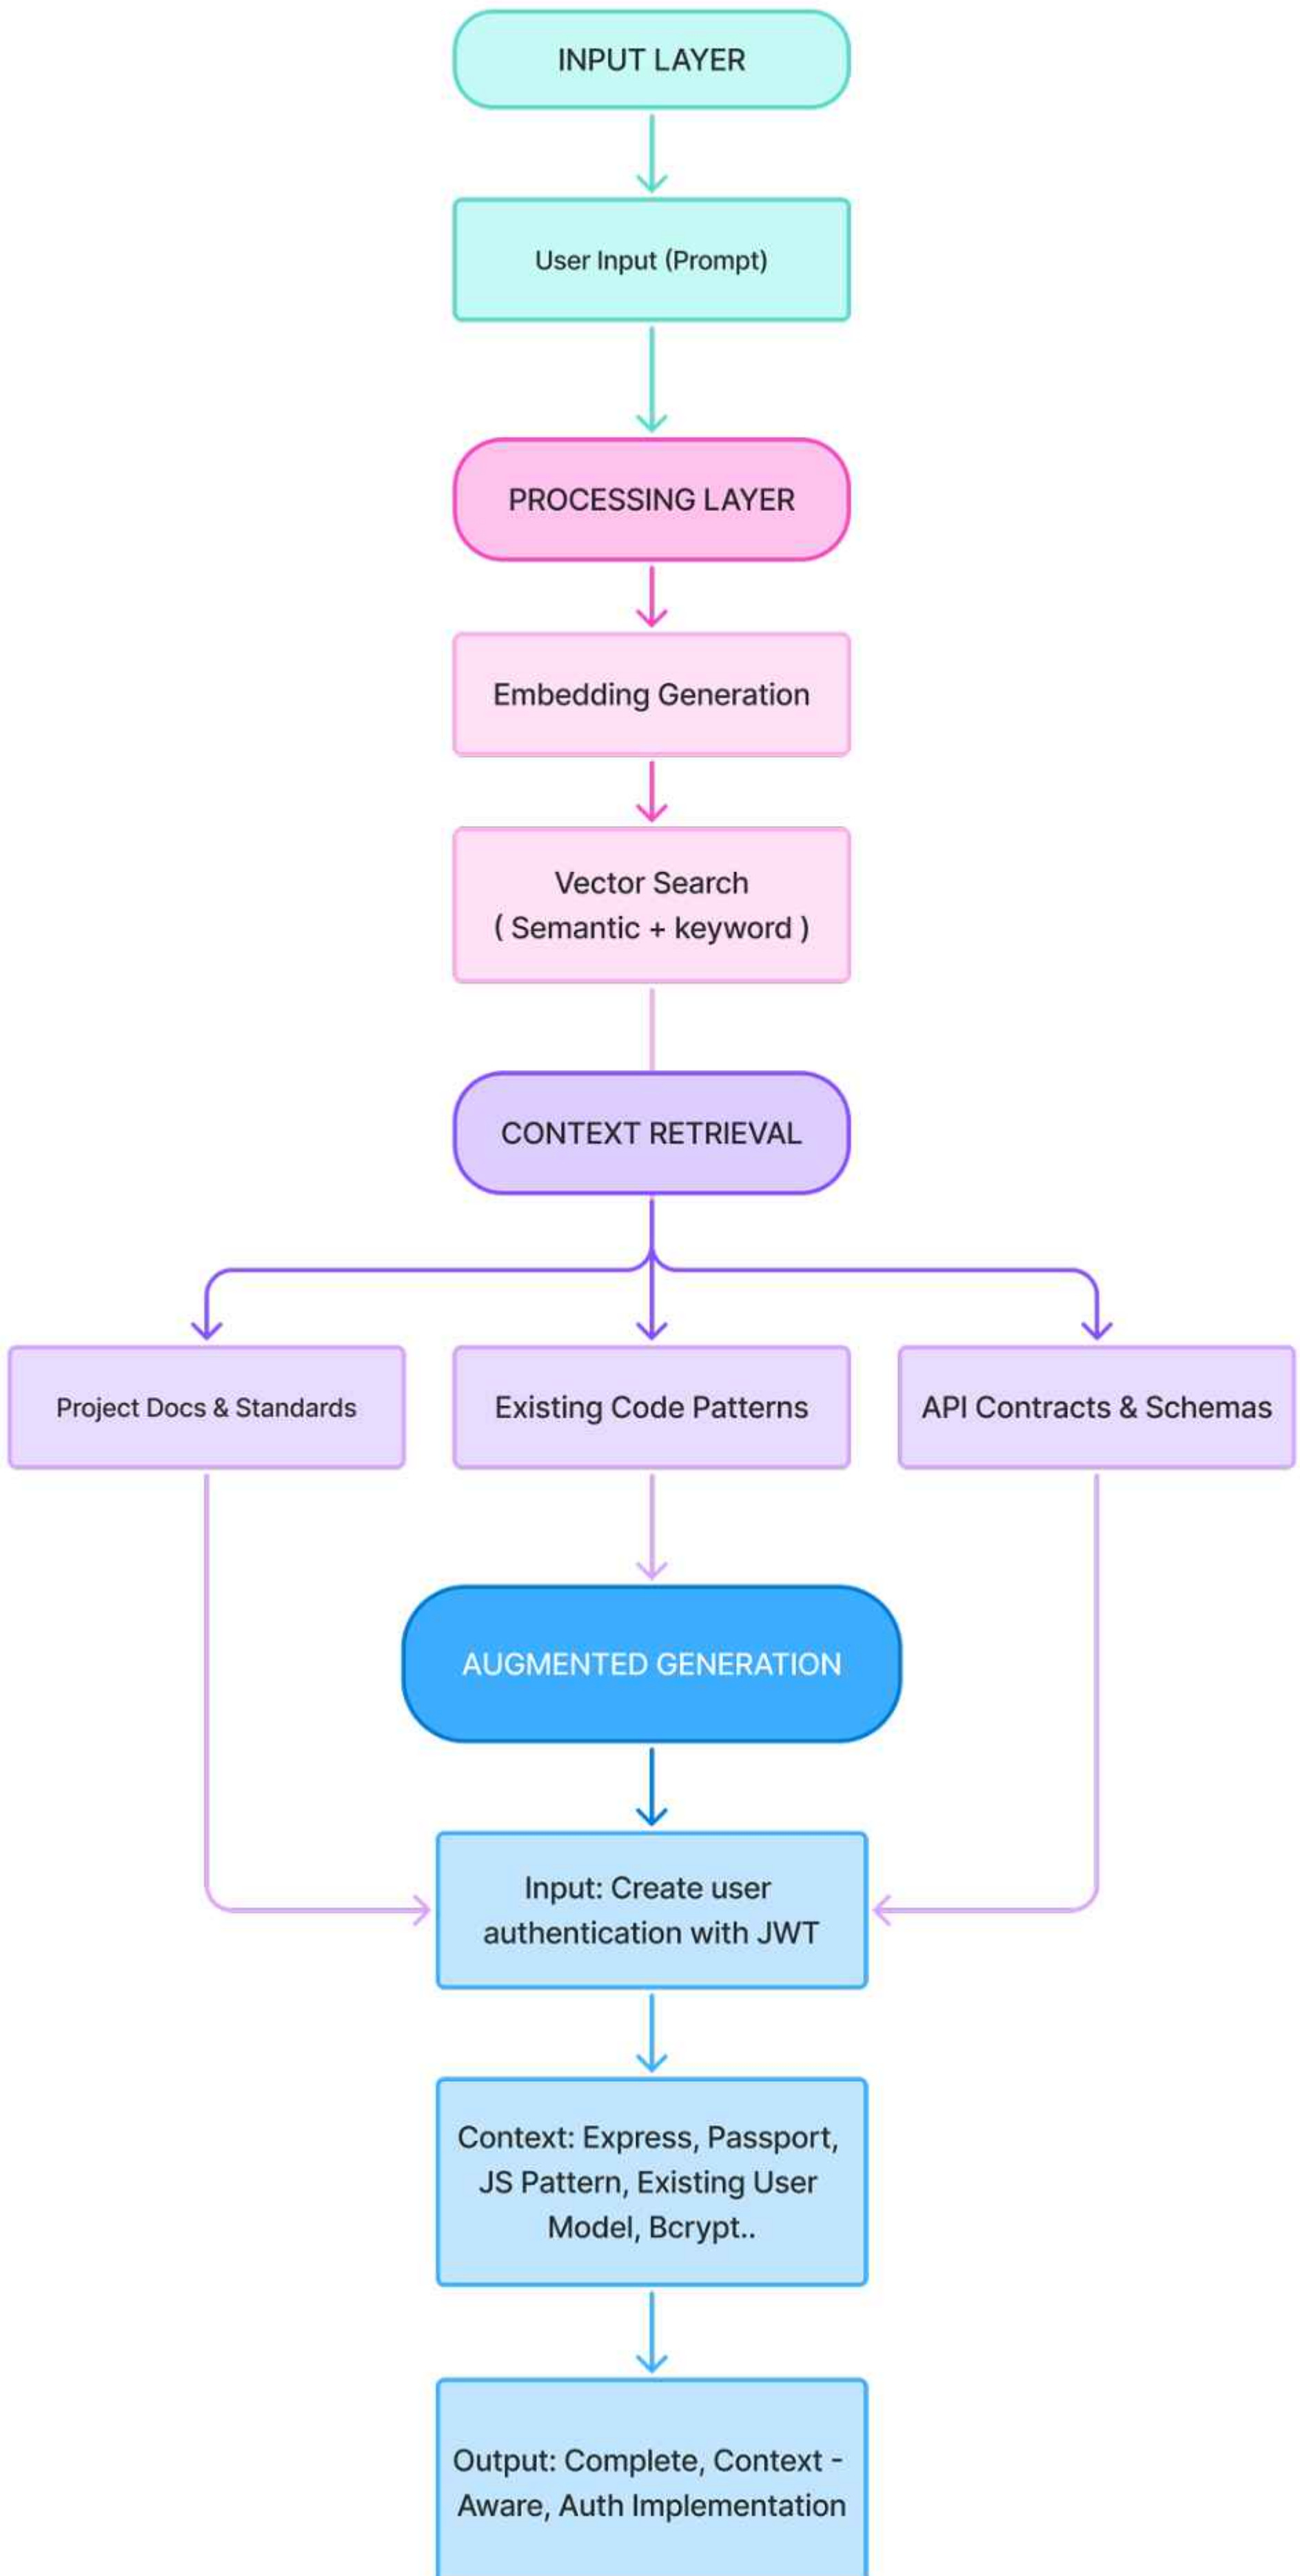 INPUT LAYER
User Input (Prompt)
PROCESSING LAYER
Embedding Generation
Vector Search
( Semantic + keyword )
CONTEXT RETRIEVAL
Project Docs & Standards
Existing Code Patterns
API Contracts & Schemas
AUGMENTED GENERATION
Input: Create user
authentication with JWT
Context: Express, Passport,
JS Pattern, Existing User
Model, Bcrypt..
Output: Complete, Context -
Aware, Auth Implementation